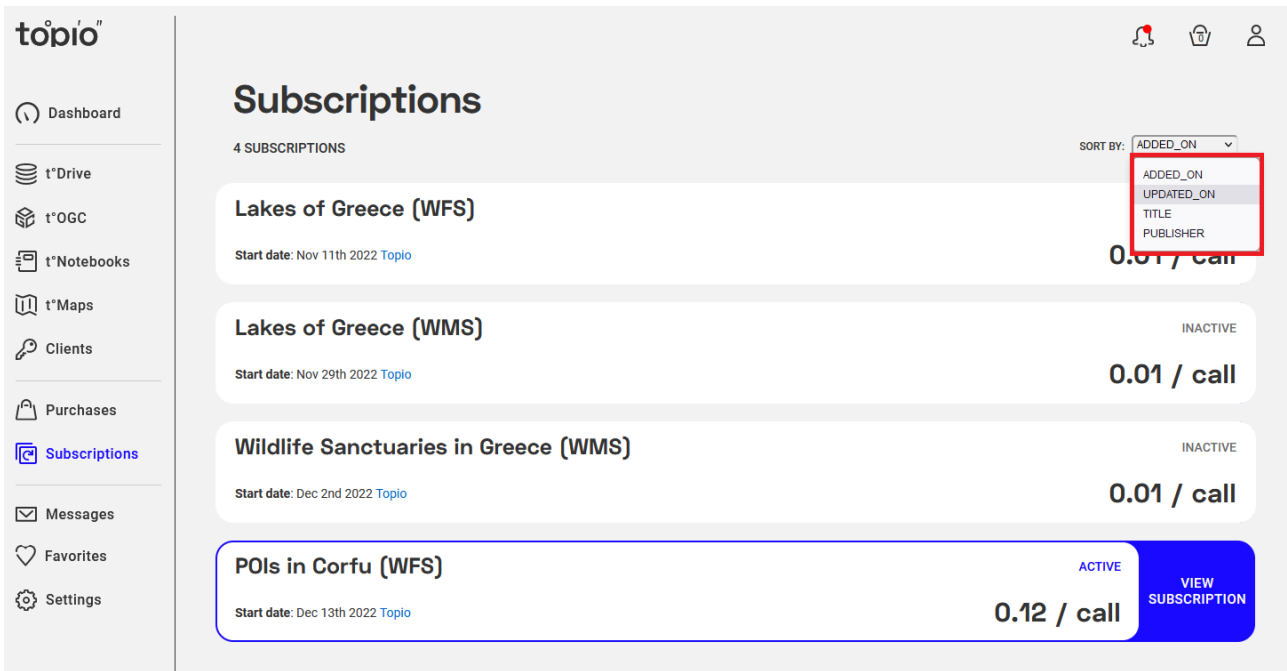 topio
Dashboard
t°Drive
t°OGC
t°Notebooks
t°Maps
Clients
Purchases
Subscriptions
Messages
Favorites
Settings
0
Subscriptions
4 SUBSCRIPTIONS
SORT BY: ADDED_ON
ADDED_ON
UPDATED_ON
TITLE
PUBLISHER
Lakes of Greece (WFS)
Start date: Nov 11th 2022 Topio
0.01 / call
Lakes of Greece (WMS)
INACTIVE
Start date: Nov 29th 2022 Topio
0.01 / call
Wildlife Sanctuaries in Greece (WMS)
INACTIVE
Start date: Dec 2nd 2022 Topio
0.01 / call
POIs in Corfu (WFS)
ACTIVE
Start date: Dec 13th 2022 Topio
0.12 / call
VIEW
SUBSCRIPTION